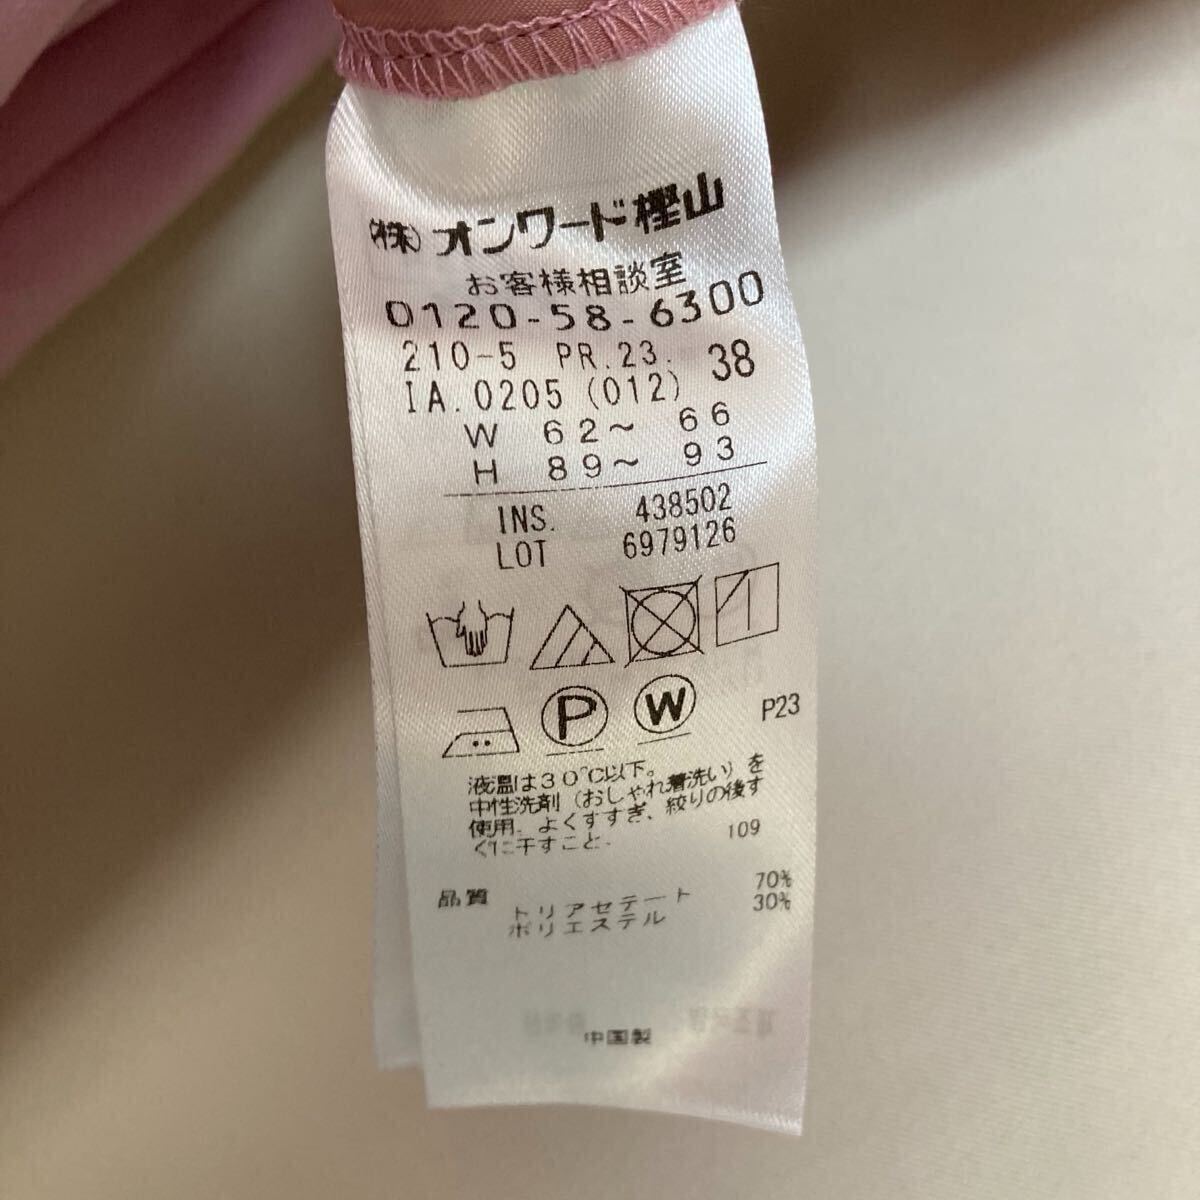 (株)オンワード樫山
お客様相談室
0120-58-6300
210-5 PR.23. 38
IA.0205(012)
W 62〜 66
H 89〜 93
INS. 438502
LOT 6979126
P W
P23
液温は30℃以下。
中性洗剤(おしゃれ着洗い)を
使用。よくすすぎ、絞りの後す
ぐに干すこと。 109
品質
トリアセテート 70%
ポリエステル 30%
中国製